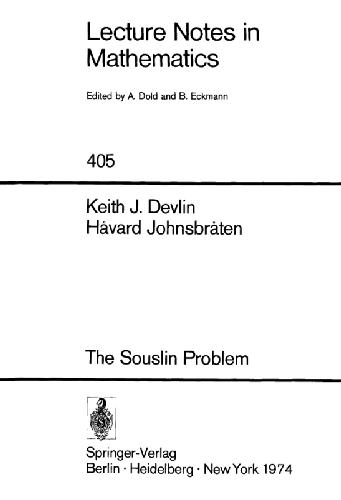 Lecture Notes in
Mathematics
Edited by A. Dold and B. Eckmann
405
Keith J. Devlin
Håvard Johnsbråten
The Souslin Problem
Springer-Verlag
Berlin · Heidelberg · New York 1974